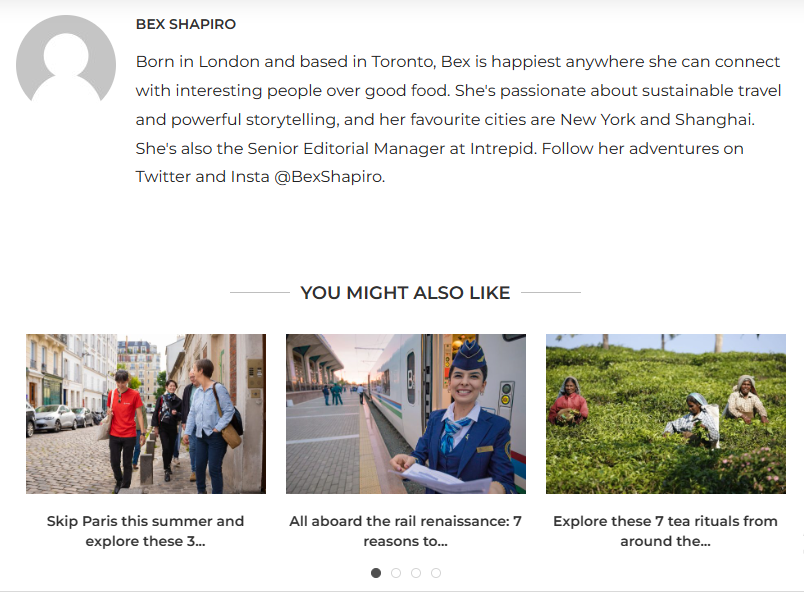 BEX SHAPIRO
Born in London and based in Toronto, Bex is happiest anywhere she can connect
with interesting people over good food. She's passionate about sustainable travel
and powerful storytelling, and her favourite cities are New York and Shanghai.
She's also the Senior Editorial Manager at Intrepid. Follow her adventures on
Twitter and Insta @BexShapiro.
YOU MIGHT ALSO LIKE
Skip Paris this summer and
explore these 3...
All aboard the rail renaissance: 7
reasons to...
Explore these 7 tea rituals from
around the...